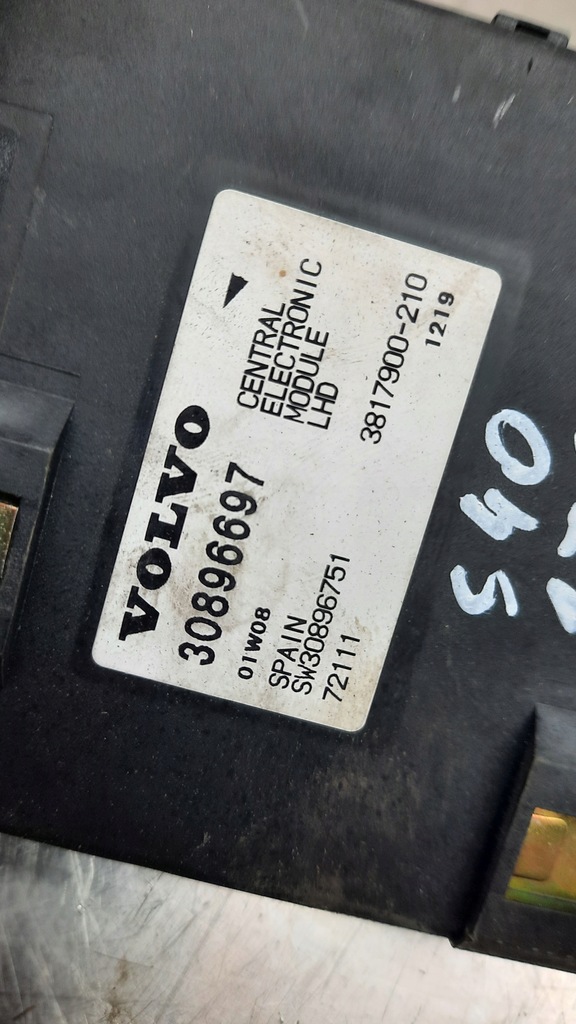 VOLVO
30896697
01W08
SPAIN
SW30896751
72111
CENTRAL
ELECTRONIC
MODULE
LHD
3817900-210
1219
S40